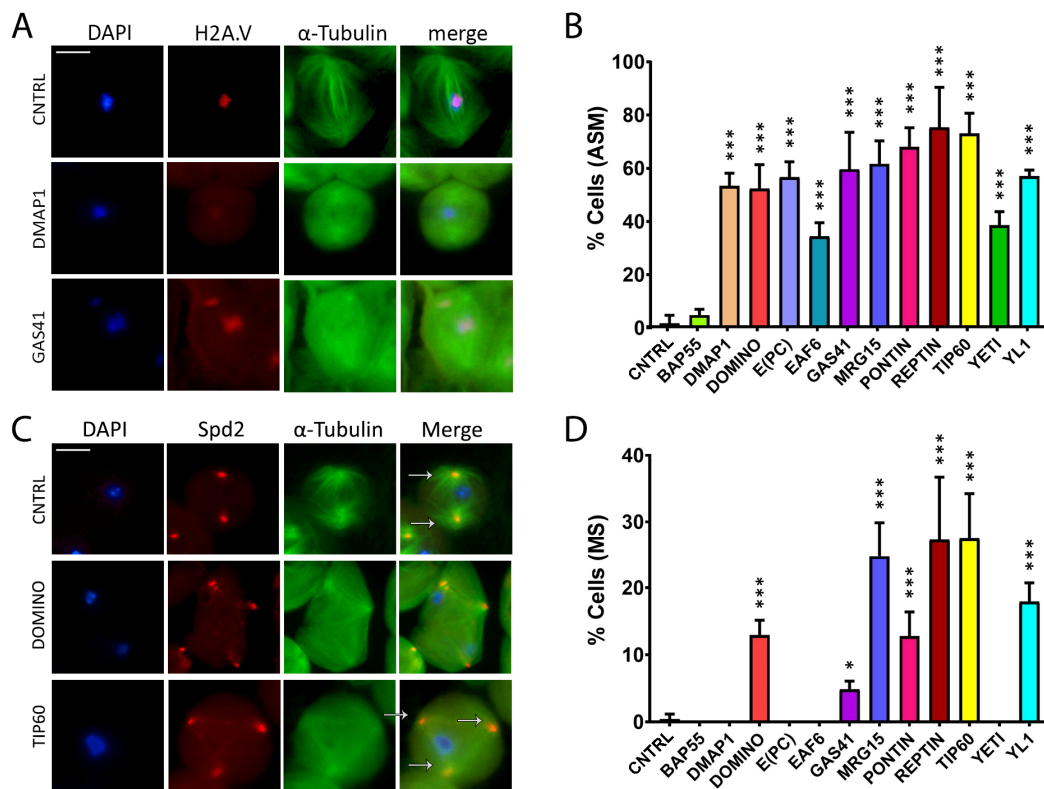 A
DAPI H2A.V α-Tubulin merge
CNTRL
DMAP1
GAS41
B
% Cells (ASM)
100
80
60
40
20
0
*** *** *** *** *** *** *** *** *** *** ***
CNTRL BAP55 DMAP1 DOMINO E(PC) EAF6 GAS41 MRG15 PONTIN REPTIN TIP60 YETI YL1
C
DAPI Spd2 α-Tubulin Merge
CNTRL
DOMINO
TIP60
D
% Cells (MS)
40
30
20
10
0
*** * *** *** *** *** ***
CNTRL BAP55 DMAP1 DOMINO E(PC) EAF6 GAS41 MRG15 PONTIN REPTIN TIP60 YETI YL1